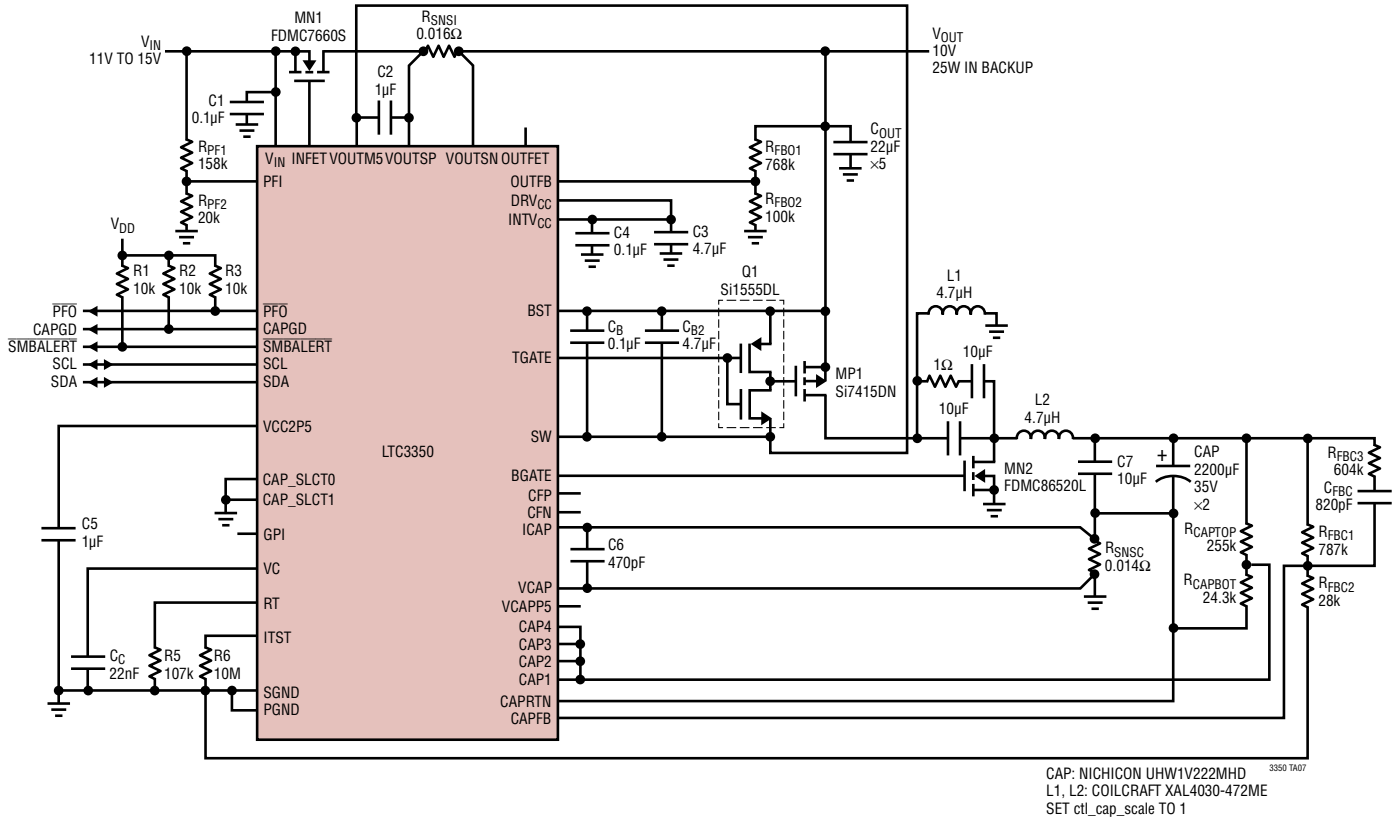 MN1
FDMC7660S
RSNSI
0.016Ω
VIN
11V TO 15V
VOUT
10V
25W IN BACKUP
C1
0.1µF
C2
1µF
RPF1
158k
RPF2
20k
VIN INFET VOUTM5 VOUTSP VOUTSN OUTFET
PFI
OUTFB
DRVCC
INTVCC
RFBO1
768k
RFBO2
100k
COUT
22µF
×5
C4
0.1µF
C3
4.7µF
VDD
R1
10k
R2
10k
R3
10k
PFO
CAPGD
SMBALERT
SCL
SDA
PFO
CAPGD
SMBALERT
SCL
SDA
VCC2P5
CAP_SLCT0
CAP_SLCT1
GPI
VC
RT
ITST
SGND
PGND
LTC3350
BST
TGATE
SW
BGATE
CFP
CFN
ICAP
VCAP
VCAPP5
CAP4
CAP3
CAP2
CAP1
CAPRTN
CAPFB
CB
0.1µF
CB2
4.7µF
Q1
Si1555DL
MP1
Si7415DN
L1
4.7µH
1Ω
10µF
10µF
L2
4.7µH
MN2
FDMC86520L
C7
10µF
+
CAP
2200µF
35V
×2
RFBC3
604k
CFBC
820pF
RCAPTOP
255k
RFBC1
787k
RCAPBOT
24.3k
RFBC2
28k
RSNSC
0.014Ω
C6
470pF
C5
1µF
CC
22nF
R5
107k
R6
10M
CAP: NICHICON UHW1V222MHD
L1, L2: COILCRAFT XAL4030-472ME
SET ctl_cap_scale TO 1
3350 TA07